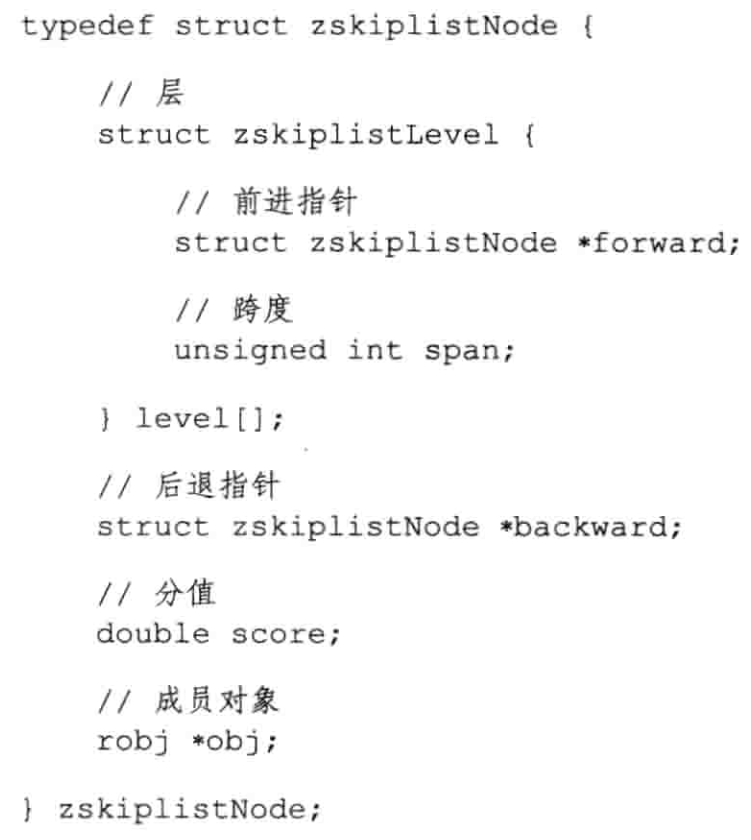 typedef struct zskiplistNode {
// 层
struct zskiplistLevel {
// 前进指针
struct zskiplistNode *forward;
// 跨度
unsigned int span;
} level[];
// 后退指针
struct zskiplistNode *backward;
// 分值
double score;
// 成员对象
robj *obj;
} zskiplistNode;